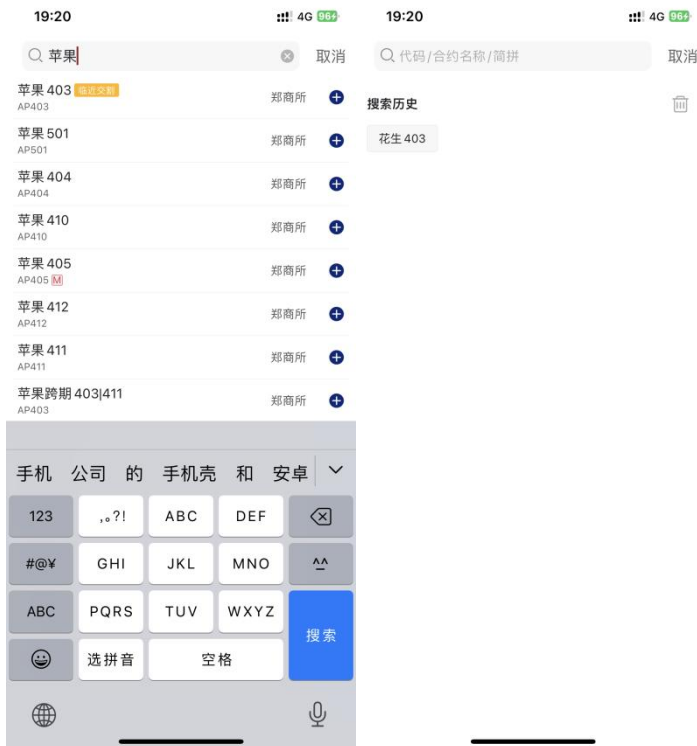 19:20
4G 96
苹果
取消
苹果 403 临近交割
AP403
郑商所
苹果 501
AP501
郑商所
苹果 404
AP404
郑商所
苹果 410
AP410
郑商所
苹果 405
AP405 M
郑商所
苹果 412
AP412
郑商所
苹果 411
AP411
郑商所
苹果跨期 403|411
AP403
郑商所
手机 公司 的 手机壳 和 安卓
123 ,。?! ABC DEF
#@¥ GHI JKL MNO ^^
ABC PQRS TUV WXYZ
搜索
选拼音 空格
19:20
4G 96
代码/合约名称/简拼
取消
搜索历史
花生 403